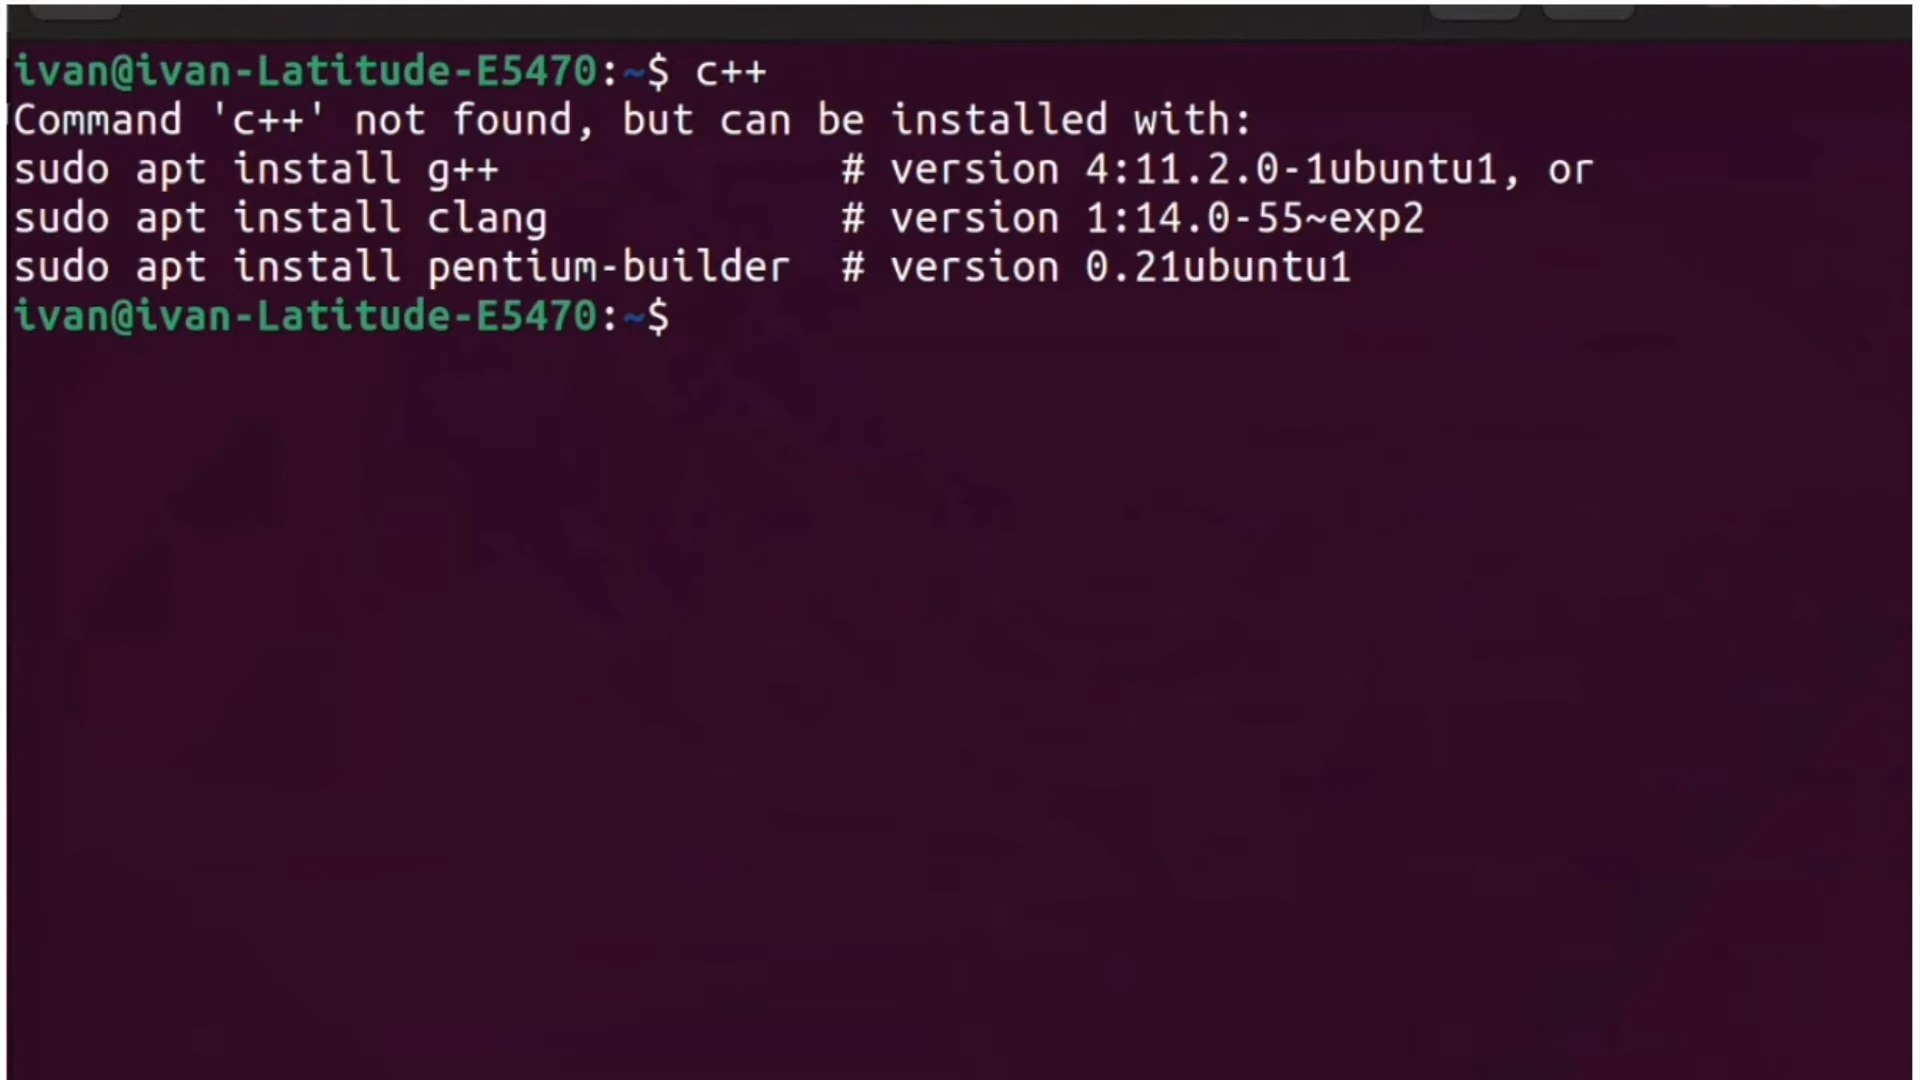 ivan@ivan-Latitude-E5470:~$ c++
Command 'c++' not found, but can be installed with:
sudo apt install g++              # version 4:11.2.0-1ubuntu1, or
sudo apt install clang            # version 1:14.0-55~exp2
sudo apt install pentium-builder  # version 0.21ubuntu1
ivan@ivan-Latitude-E5470:~$